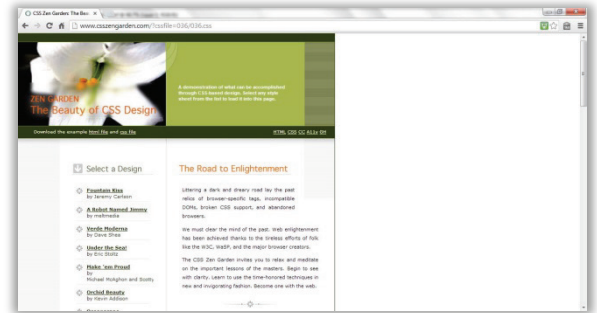 CSS Zen Garden: The Beau
www.csszengarden.com/?cssfile=036/036.css
ZEN GARDEN
The Beauty of CSS Design
A demonstration of what can be accomplished
through CSS-based design. Select any style
sheet from the list to load it into this page.
Download the example html file and css file
HTML CSS CC A11y GH
Select a Design
Fountain Kiss
by Jeremy Carlson
A Robot Named Jimmy
by meltmedia
Verde Moderna
by Dave Shea
Under the Sea!
by Eric Stoltz
Make 'em Proud
by
Michael McAghon and Scotty
Orchid Beauty
by Kevin Addison
The Road to Enlightenment
Littering a dark and dreary road lay the past
relics of browser-specific tags, incompatible
DOMs, broken CSS support, and abandoned
browsers.
We must clear the mind of the past. Web enlightenment
has been achieved thanks to the tireless efforts of folk
like the W3C, WaSP, and the major browser creators.
The CSS Zen Garden invites you to relax and meditate
on the important lessons of the masters. Begin to see
with clarity. Learn to use the time-honored techniques in
new and invigorating fashion. Become one with the web.